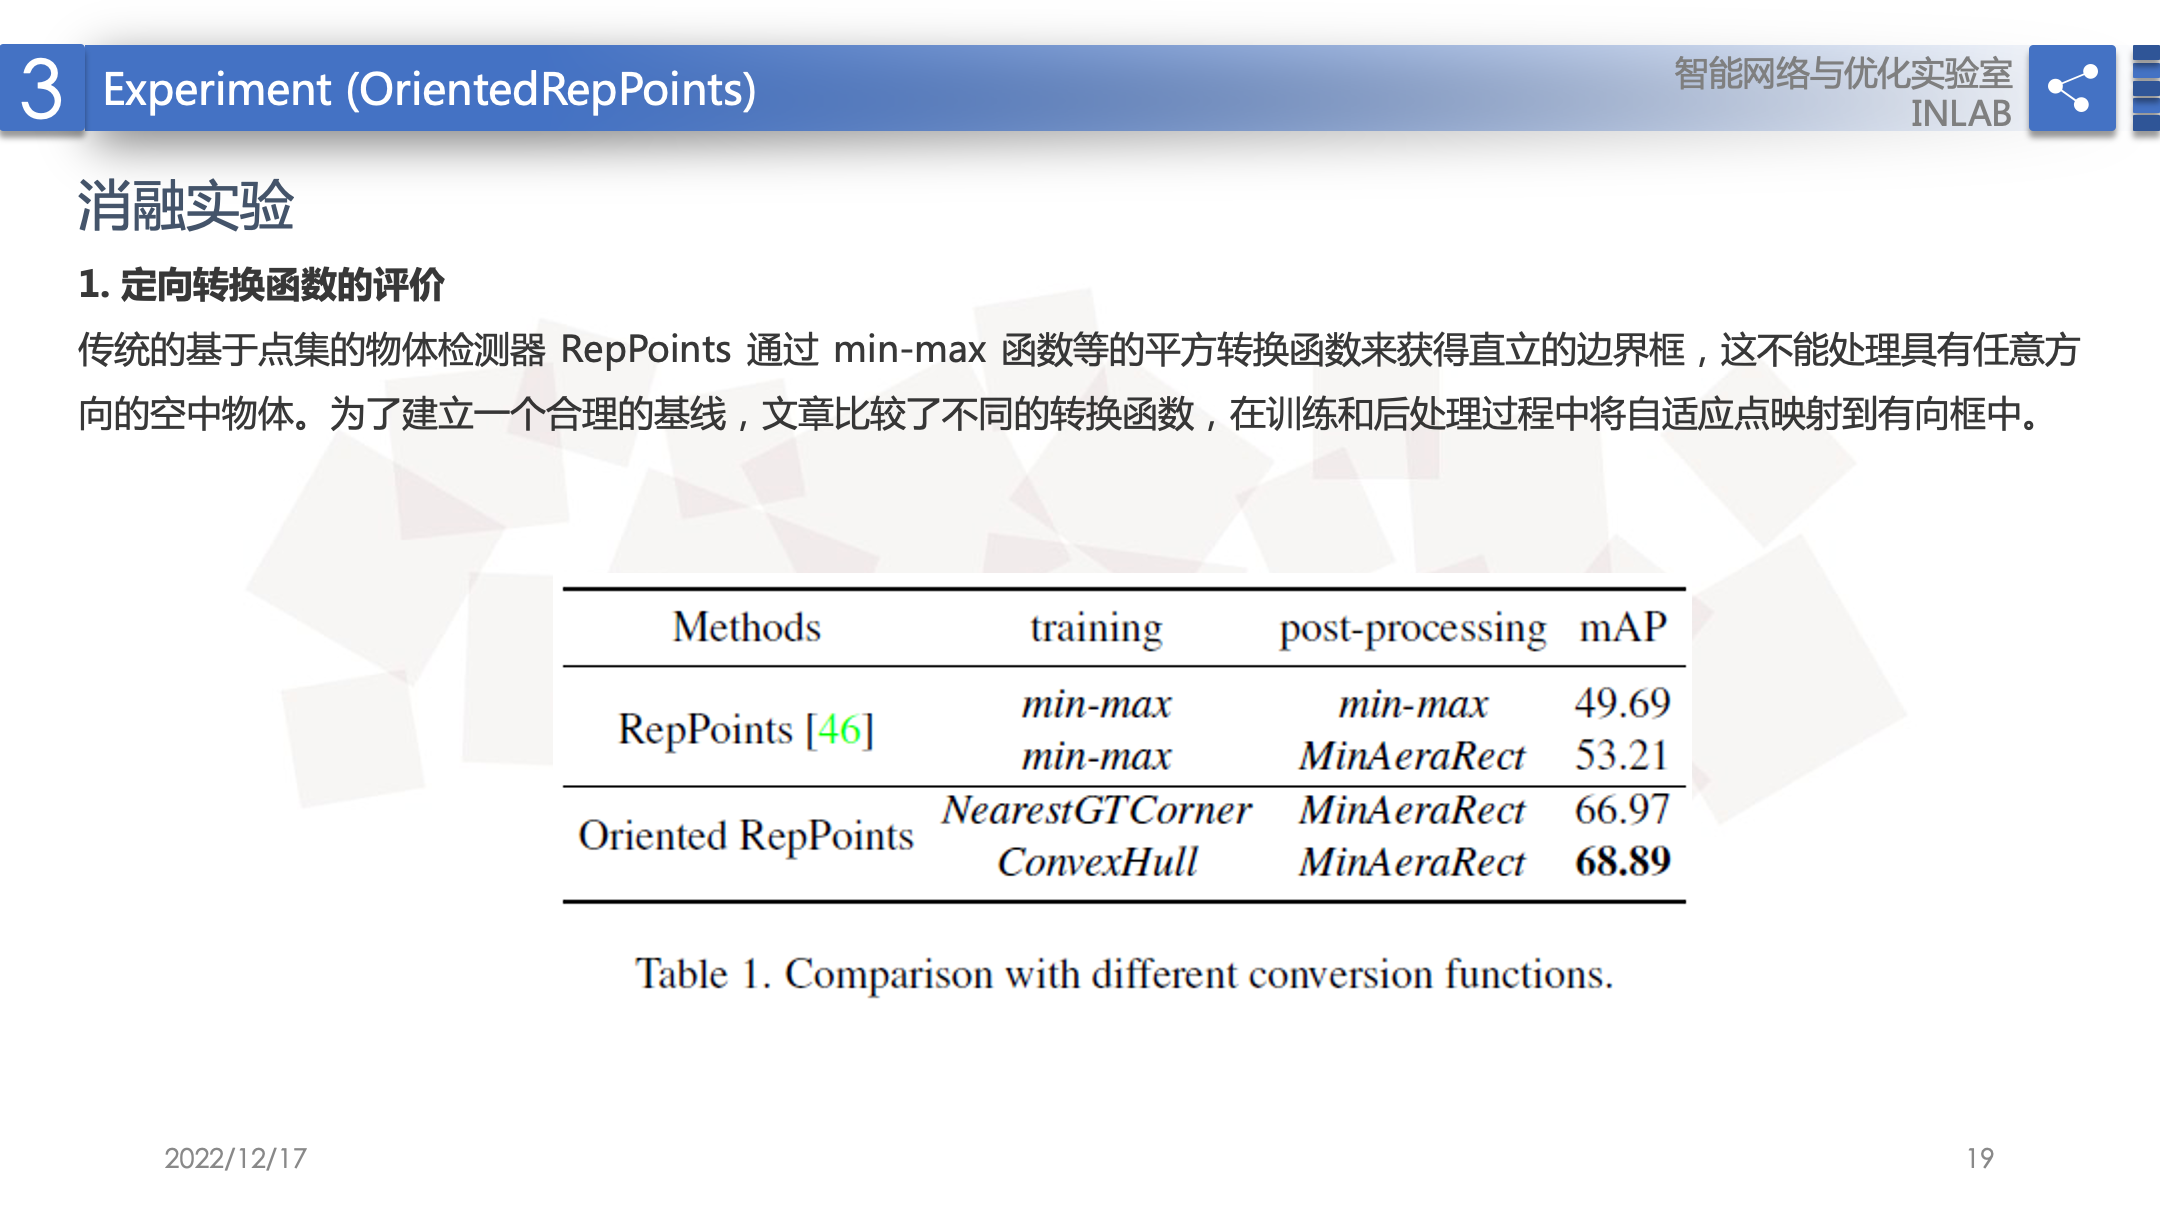 3 Experiment (OrientedRepPoints)
智能网络与优化实验室
INLAB
消融实验
1. 定向转换函数的评价
传统的基于点集的物体检测器 RepPoints 通过 min-max 函数等的平方转换函数来获得直立的边界框，这不能处理具有任意方
向的空中物体。为了建立一个合理的基线，文章比较了不同的转换函数，在训练和后处理过程中将自适应点映射到有向框中。
Methods training post-processing mAP
RepPoints [46] min-max min-max 49.69
min-max MinAeraRect 53.21
Oriented RepPoints NearestGTCorner MinAeraRect 66.97
ConvexHull MinAeraRect 68.89
Table 1. Comparison with different conversion functions.
2022/12/17
19